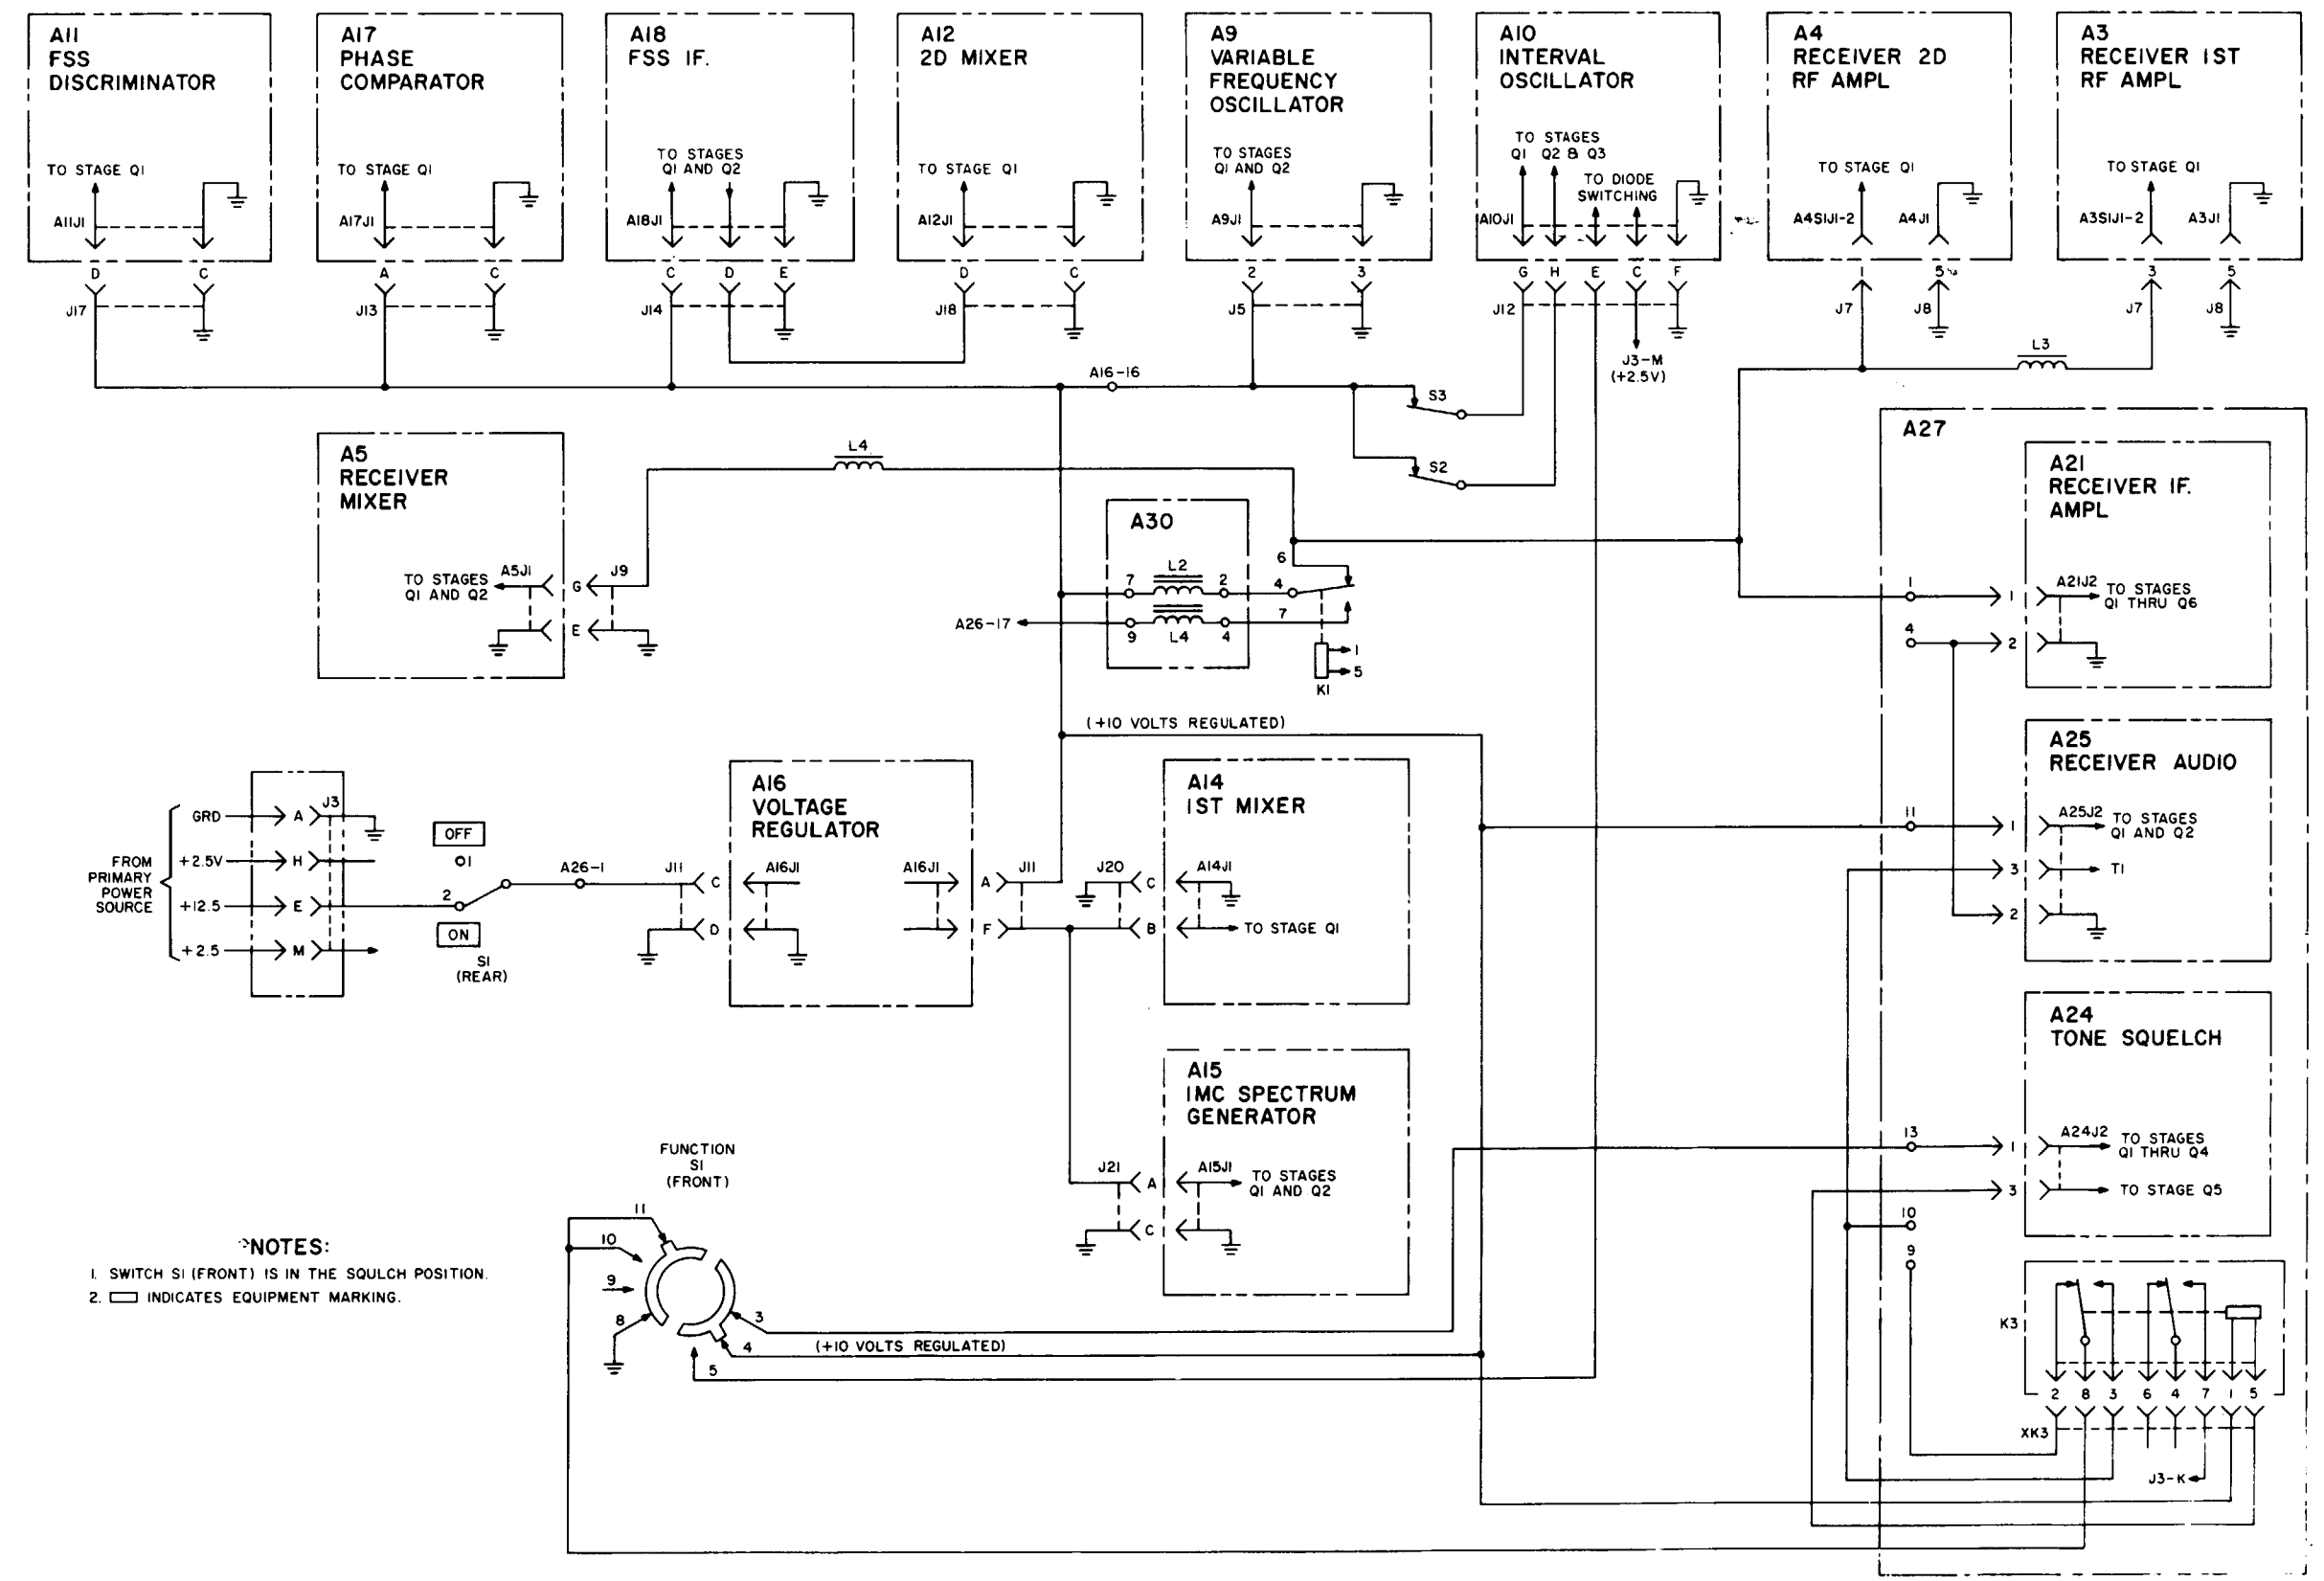 A11
FSS
DISCRIMINATOR
TO STAGE Q1
A11J1
D C
J17
A17
PHASE
COMPARATOR
TO STAGE Q1
A17J1
A C
J13
A18
FSS IF.
TO STAGES
Q1 AND Q2
A18J1
C D E
J14
A12
2D MIXER
TO STAGE Q1
A12J1
D C
J18
A9
VARIABLE
FREQUENCY
OSCILLATOR
TO STAGES
Q1 AND Q2
A9J1
2 3
J5
A10
INTERVAL
OSCILLATOR
TO STAGES
Q1 Q2 & Q3
TO DIODE
SWITCHING
A10J1
G H E C F
J12
J3-M
(+2.5V)
A4
RECEIVER 2D
RF AMPL
TO STAGE Q1
A4S1J1-2 A4J1
1 5
J7 J8
A3
RECEIVER 1ST
RF AMPL
TO STAGE Q1
A3S1J1-2 A3J1
3 5
J7 J8
L3
A16-16
S3
S2
A5
RECEIVER
MIXER
TO STAGES
Q1 AND Q2
A5J1
G J9
E
L4
A30
7 L2 2
9 L4 4
A26-17
6
4
7
1
5
K1
(+10 VOLTS REGULATED)
A27
A21
RECEIVER IF.
AMPL
1 1 A21J2 TO STAGES
Q1 THRU Q6
4 2
A25
RECEIVER AUDIO
11 1 A25J2 TO STAGES
Q1 AND Q2
3 T1
2
A24
TONE SQUELCH
13 1 A24J2 TO STAGES
Q1 THRU Q4
3 TO STAGE Q5
10
9
K3
2 8 3 6 4 7 1 5
XK3
J3-K
FROM
PRIMARY
POWER
SOURCE
GRD A J3
+2.5V H
+12.5 E
+2.5 M
OFF
1
2
ON
S1
(REAR)
A26-1
J11 C
D
A16
VOLTAGE
REGULATOR
A16J1 A16J1
A J11
F
A14
1ST MIXER
J20 C A14J1
B TO STAGE Q1
A15
1MC SPECTRUM
GENERATOR
J21 A A15J1 TO STAGES
Q1 AND Q2
C
FUNCTION
S1
(FRONT)
11
10
9
8
3
4
5
(+10 VOLTS REGULATED)
NOTES:
1. SWITCH S1 (FRONT) IS IN THE SQULCH POSITION.
2. INDICATES EQUIPMENT MARKING.